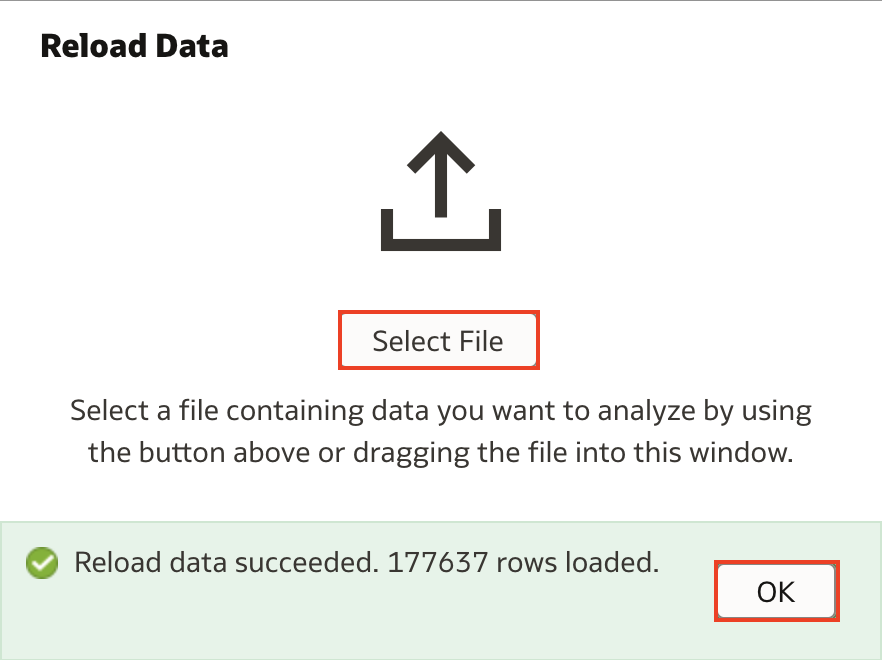 Reload Data
Select File
Select a file containing data you want to analyze by using
the button above or dragging the file into this window.
Reload data succeeded. 177637 rows loaded.
OK